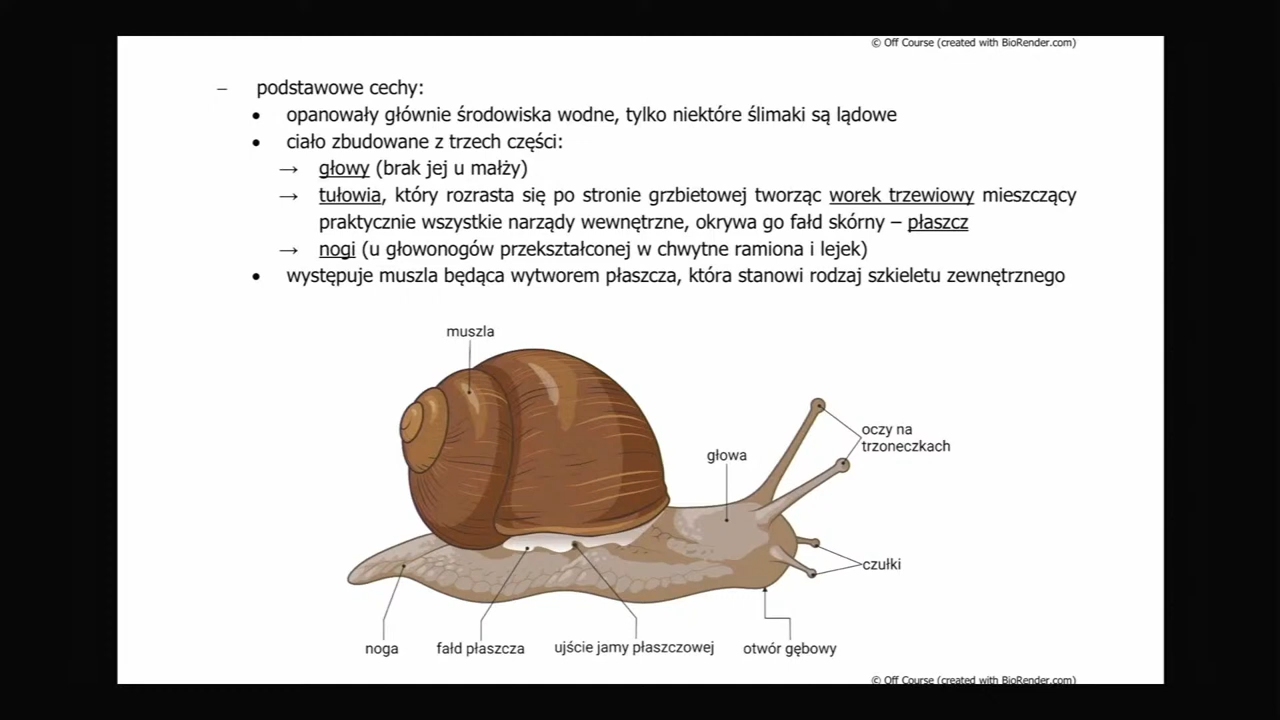 © Off Course (created with BioRender.com)
– podstawowe cechy:
• opanowały głównie środowiska wodne, tylko niektóre ślimaki są lądowe
• ciało zbudowane z trzech części:
→ głowy (brak jej u małży)
→ tułowia, który rozrasta się po stronie grzbietowej tworząc worek trzewiowy mieszczący
praktycznie wszystkie narządy wewnętrzne, okrywa go fałd skórny – płaszcz
→ nogi (u głowonogów przekształconej w chwytne ramiona i lejek)
• występuje muszla będąca wytworem płaszcza, która stanowi rodzaj szkieletu zewnętrznego
muszla
oczy na
trzoneczkach
głowa
czułki
noga
fałd płaszcza
ujście jamy płaszczowej
otwór gębowy
© Off Course (created with BioRender.com)